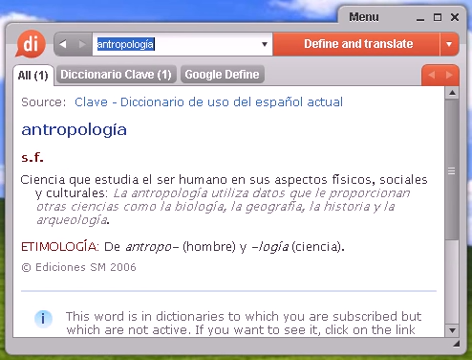 Menu
di
antropología
Define and translate
All (1)
Diccionario Clave (1)
Google Define
Source: Clave - Diccionario de uso del español actual
antropología
s.f.
Ciencia que estudia el ser humano en sus aspectos físicos, sociales
y culturales: La antropología utiliza datos que le proporcionan
otras ciencias como la biología, la geografía, la historia y la
arqueología.
ETIMOLOGÍA: De antropo– (hombre) y –logía (ciencia).
© Ediciones SM 2006
i
This word is in dictionaries to which you are subscribed but
which are not active. If you want to see it, click on the link